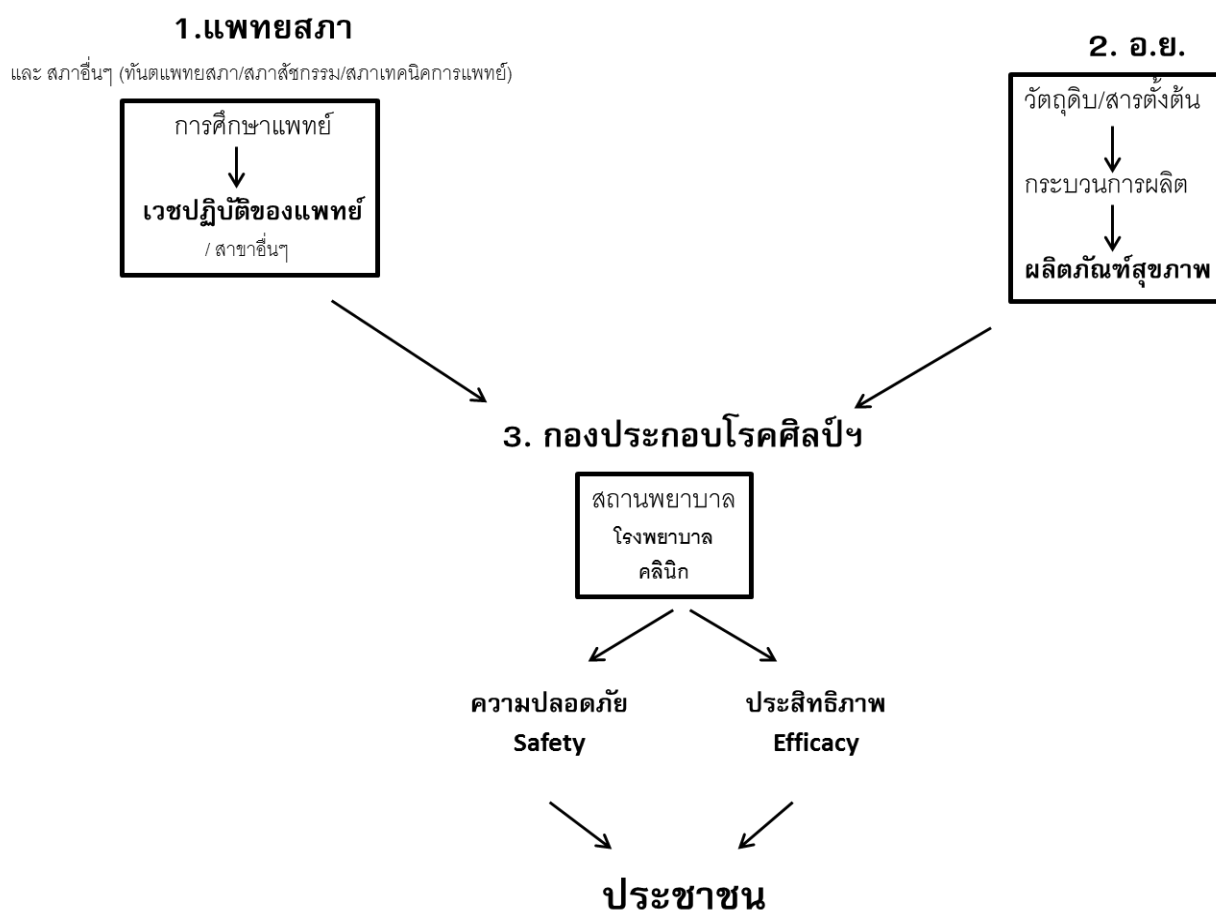 1.แพทยสภา
และ สภาอื่นๆ (ทันตแพทยสภา/สภาสัชกรรม/สภาเทคนิคการแพทย์)
การศึกษาแพทย์
เวชปฏิบัติของแพทย์
/ สาขาอื่นๆ
2. อ.ย.
วัตถุดิบ/สารตั้งต้น
กระบวนการผลิต
ผลิตภัณฑ์สุขภาพ
3. กองประกอบโรคศิลป์ฯ
สถานพยาบาล
โรงพยาบาล
คลินิก
ความปลอดภัย
Safety
ประสิทธิภาพ
Efficacy
ประชาชน